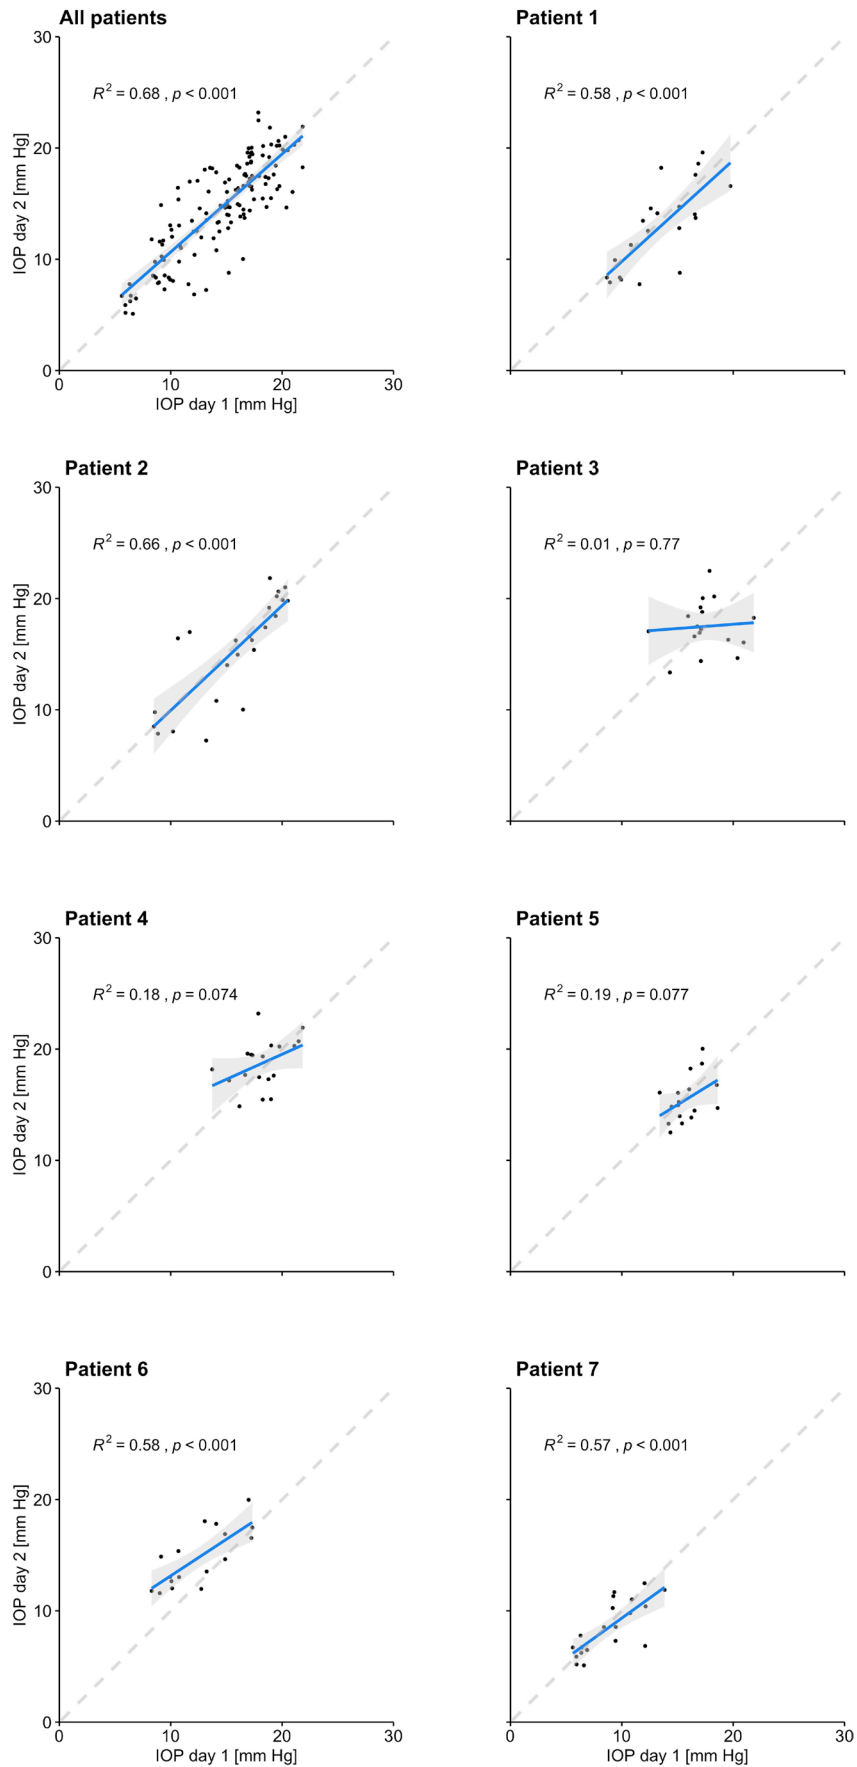 All patients
Patient 1
30
R² = 0.68 , p < 0.001
R² = 0.58 , p < 0.001
20
IOP day 2 [mm Hg]
10
0
0 10 20 30
IOP day 1 [mm Hg]
Patient 2
Patient 3
30
R² = 0.66 , p < 0.001
R² = 0.01 , p = 0.77
20
IOP day 2 [mm Hg]
10
0
Patient 4
Patient 5
30
R² = 0.18 , p = 0.074
R² = 0.19 , p = 0.077
20
IOP day 2 [mm Hg]
10
0
Patient 6
Patient 7
30
R² = 0.58 , p < 0.001
R² = 0.57 , p < 0.001
20
IOP day 2 [mm Hg]
10
0
0 10 20 30
0 10 20 30
IOP day 1 [mm Hg]
IOP day 1 [mm Hg]